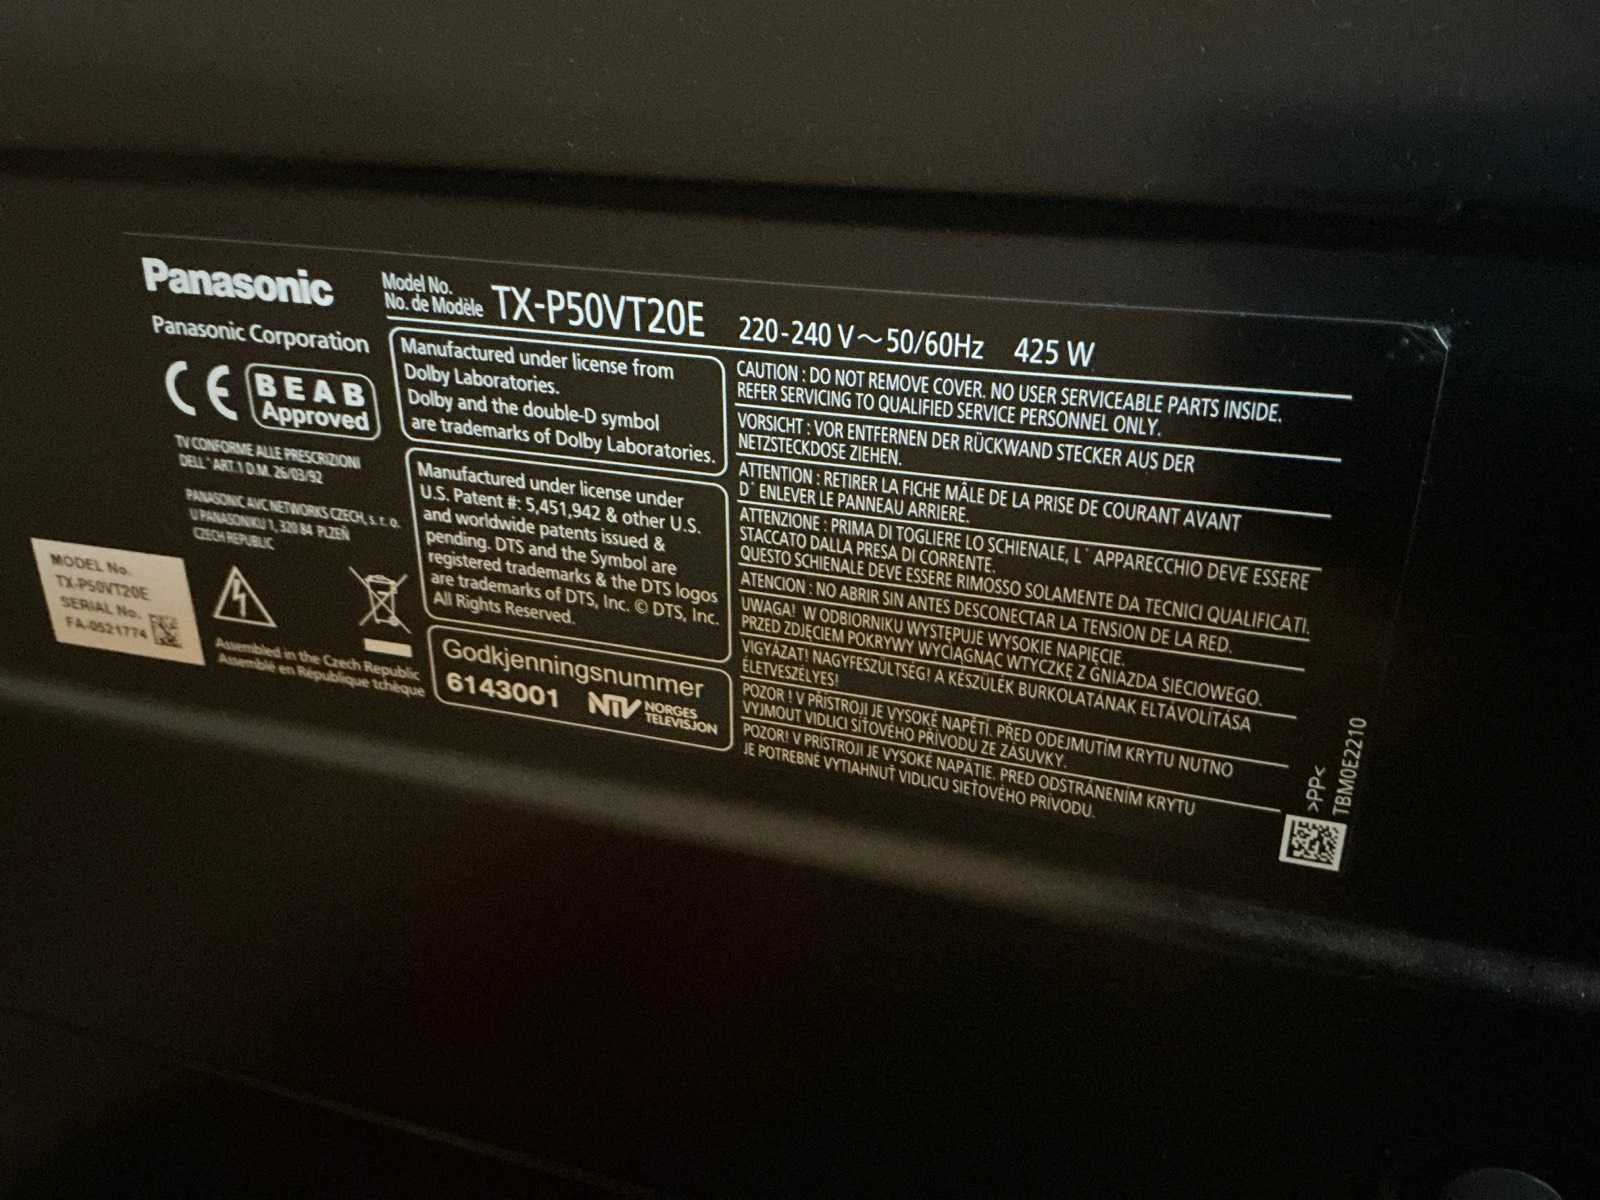 Panasonic
Panasonic Corporation
CE
BEAB
Approved
TV CONFORME ALLE PRESCRIZIONI
DELL' ART.1 D.M. 26/03/92
PANASONIC AVC NETWORKS CZECH, s. r. o.
U PANASONIKU 1, 320 84 PLZEŇ
CZECH REPUBLIC
MODEL No.
TX-P50VT20E
SERIAL No.
FA-0521774
Assembled in the Czech Republic
Assemblé en République tchèque
Model No.
No. de Modèle
TX-P50VT20E
220-240 V~50/60Hz 425 W
Manufactured under license from
Dolby Laboratories.
Dolby and the double-D symbol
are trademarks of Dolby Laboratories.
Manufactured under license under
U.S. Patent #: 5,451,942 & other U.S.
and worldwide patents issued &
pending. DTS and the Symbol are
registered trademarks & the DTS logos
are trademarks of DTS, Inc. © DTS, Inc.
All Rights Reserved.
Godkjenningsnummer
6143001
NTV NORGES
TELEVISJON
CAUTION : DO NOT REMOVE COVER. NO USER SERVICEABLE PARTS INSIDE.
REFER SERVICING TO QUALIFIED SERVICE PERSONNEL ONLY.
VORSICHT : VOR ENTFERNEN DER RÜCKWAND STECKER AUS DER
NETZSTECKDOSE ZIEHEN.
ATTENTION : RETIRER LA FICHE MÂLE DE LA PRISE DE COURANT AVANT
D' ENLEVER LE PANNEAU ARRIERE.
ATTENZIONE : PRIMA DI TOGLIERE LO SCHIENALE, L' APPARECCHIO DEVE ESSERE
STACCATO DALLA PRESA DI CORRENTE.
QUESTO SCHIENALE DEVE ESSERE RIMOSSO SOLAMENTE DA TECNICI QUALIFICATI.
ATENCION : NO ABRIR SIN ANTES DESCONECTAR LA TENSION DE LA RED.
UWAGA! W ODBIORNIKU WYSTĘPUJE WYSOKIE NAPIĘCIE.
PRZED ZDJĘCIEM POKRYWY WYCIĄGNĄC WTYCZKĘ Z GNIAZDA SIECIOWEGO.
VIGYÁZAT! NAGYFESZÜLTSÉG! A KÉSZÜLÉK BURKOLATÁNAK ELTÁVOLÍTÁSA
ÉLETVESZÉLYES!
POZOR ! V PŘÍSTROJI JE VYSOKÉ NAPĚTÍ. PŘED ODEJMUTÍM KRYTU NUTNO
VYJMOUT VIDLICI SÍŤOVÉHO PŘÍVODU ZE ZÁSUVKY.
POZOR! V PRÍSTROJI JE VYSOKÉ NAPÄTIE. PRED ODSTRÁNENÍM KRYTU
JE POTREBNÉ VYTIAHNUŤ VIDLICU SIEŤOVÉHO PRÍVODU.
>PP<
TBM0E2210